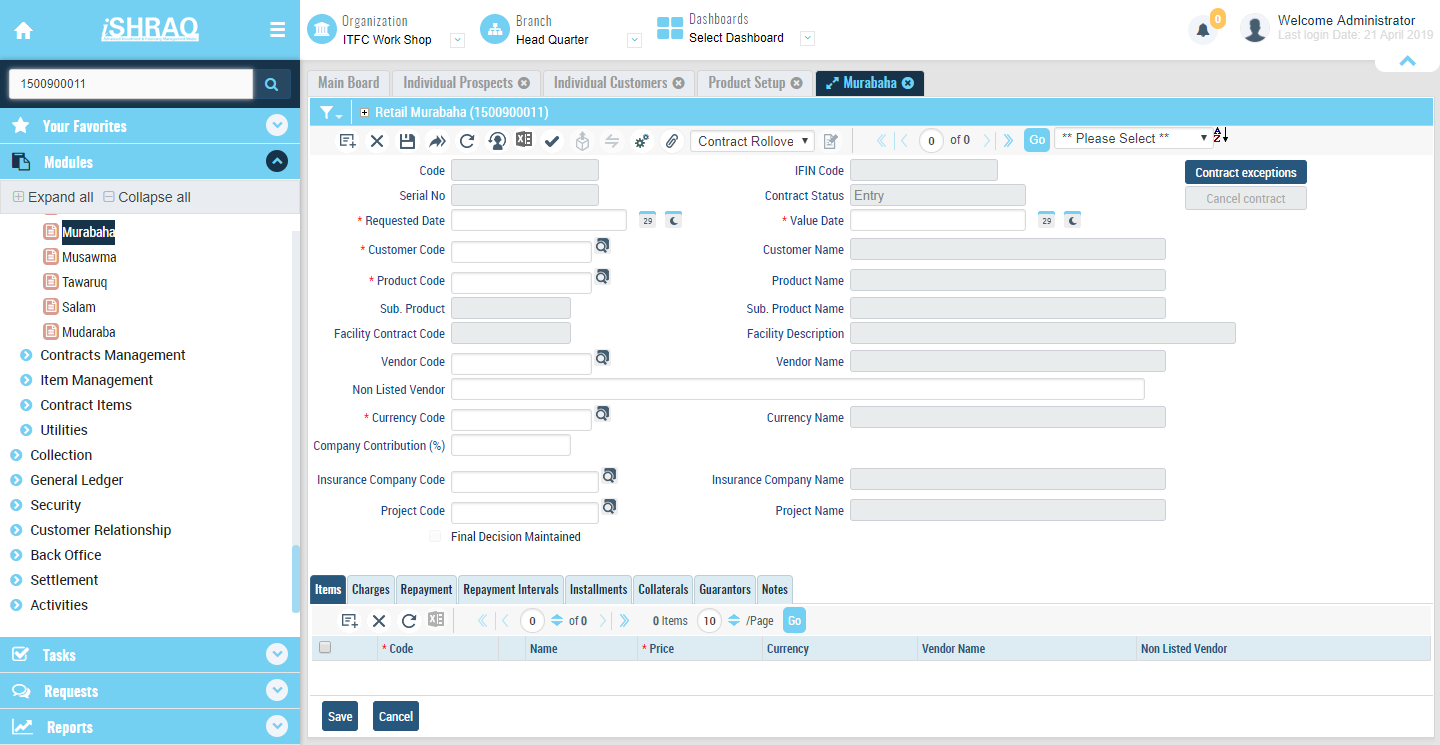 iSHRAQ
Organization
ITFC Work Shop
Branch
Head Quarter
Dashboards
Select Dashboard
0
Welcome Administrator
Last login Date: 21 April 2019
1500900011
Your Favorites
Modules
Expand all Collapse all
Murabaha
Musawma
Tawaruq
Salam
Mudaraba
Contracts Management
Item Management
Contract Items
Utilities
Collection
General Ledger
Security
Customer Relationship
Back Office
Settlement
Activities
Tasks
Requests
Reports
Main Board Individual Prospects Individual Customers Product Setup Murabaha
Retail Murabaha (1500900011)
Contract Rollove 0 of 0 Go ** Please Select ** A Z
Code IFIN Code Contract exceptions
Serial No Contract Status Entry Cancel contract
* Requested Date 29 * Value Date 29
* Customer Code Customer Name
* Product Code Product Name
Sub. Product Sub. Product Name
Facility Contract Code Facility Description
Vendor Code Vendor Name
Non Listed Vendor
* Currency Code Currency Name
Company Contribution (%)
Insurance Company Code Insurance Company Name
Project Code Project Name
Final Decision Maintained
Items Charges Repayment Repayment Intervals Installments Collaterals Guarantors Notes
0 of 0 0 Items 10 /Page Go
* Code Name * Price Currency Vendor Name Non Listed Vendor
Save Cancel